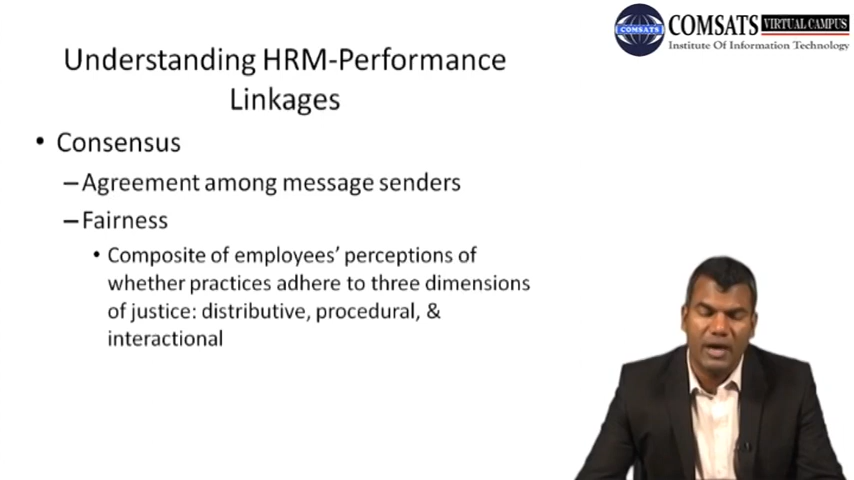 COMSATS
COMSATS VIRTUAL CAMPUS
Institute Of Information Technology
Understanding HRM-Performance
Linkages
• Consensus
–Agreement among message senders
–Fairness
• Composite of employees' perceptions of
whether practices adhere to three dimensions
of justice: distributive, procedural, &
interactional